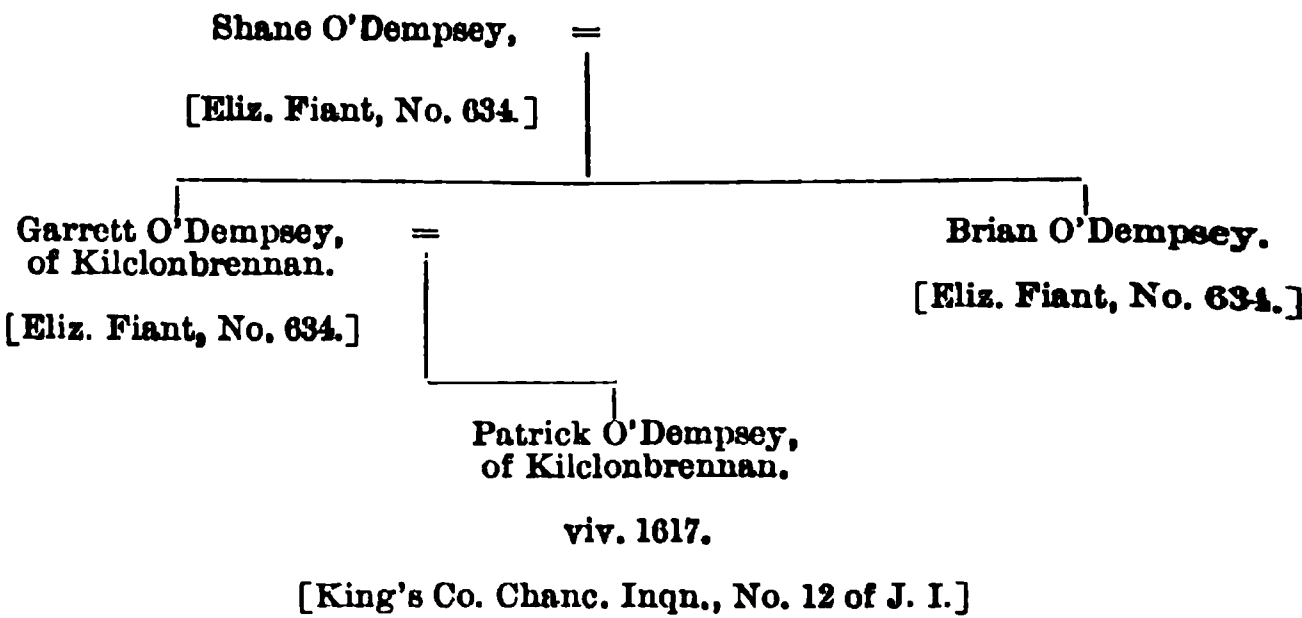 Shane O'Dempsey, =
[Eliz. Fiant, No. 634.]
Garrett O'Dempsey, =
of Kilclonbrennan.
[Eliz. Fiant, No. 634.]
Brian O'Dempsey.
[Eliz. Fiant, No. 634.]
Patrick O'Dempsey,
of Kilclonbrennan.
viv. 1617.
[King's Co. Chanc. Inqn., No. 12 of J. I.]